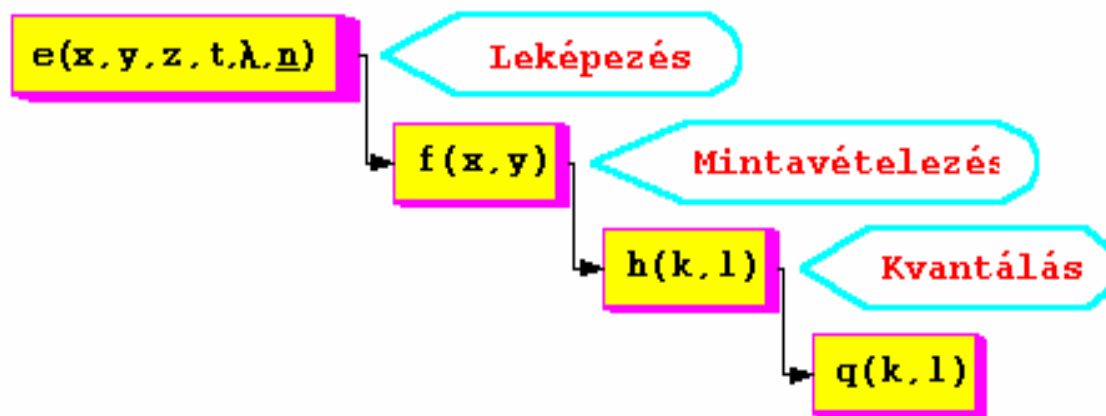 e(x,y,z,t,λ,n)
Leképezés
f(x,y)
Mintavételezés
h(k,l)
Kvantálás
q(k,l)